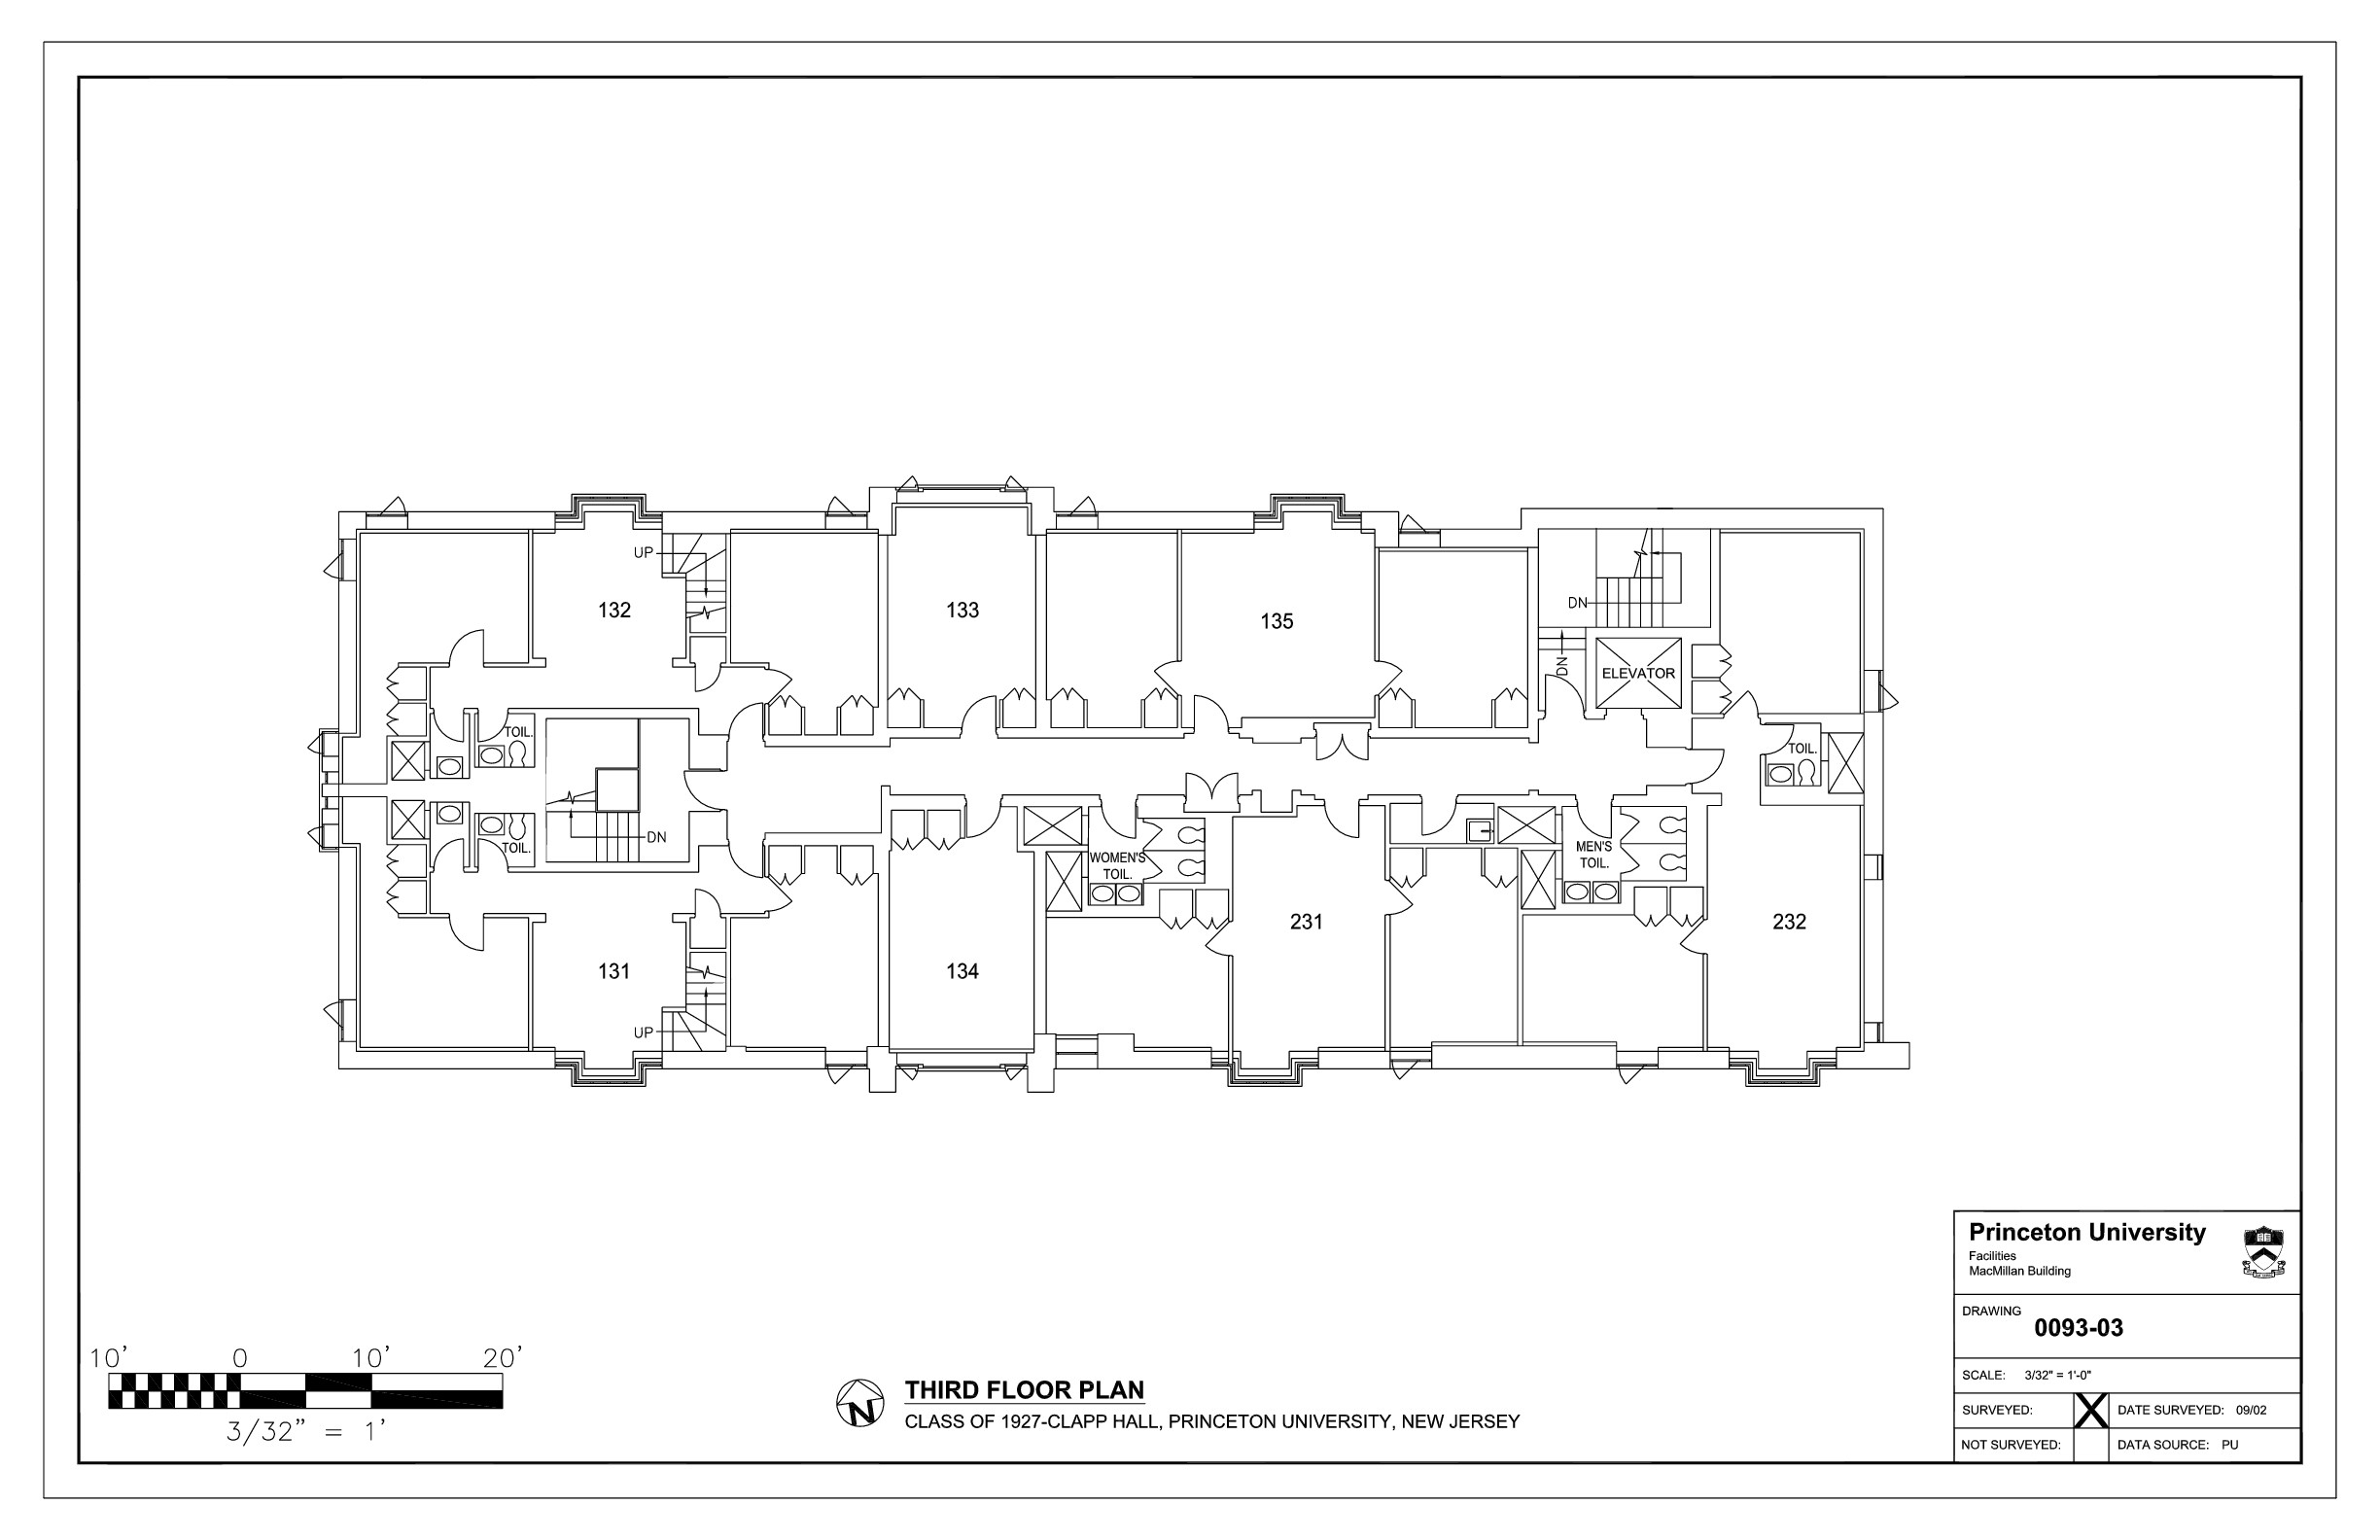 UP
132
133
135
DN
DN
ELEVATOR
TOIL.
TOIL.
DN
TOIL.
WOMEN'S
TOIL.
MEN'S
TOIL.
231
232
131
134
UP
Princeton University
Facilities
MacMillan Building
DRAWING
0093-03
SCALE: 3/32" = 1'-0"
SURVEYED: X DATE SURVEYED: 09/02
NOT SURVEYED: DATA SOURCE: PU
10' 0 10' 20'
3/32" = 1'
N
THIRD FLOOR PLAN
CLASS OF 1927-CLAPP HALL, PRINCETON UNIVERSITY, NEW JERSEY